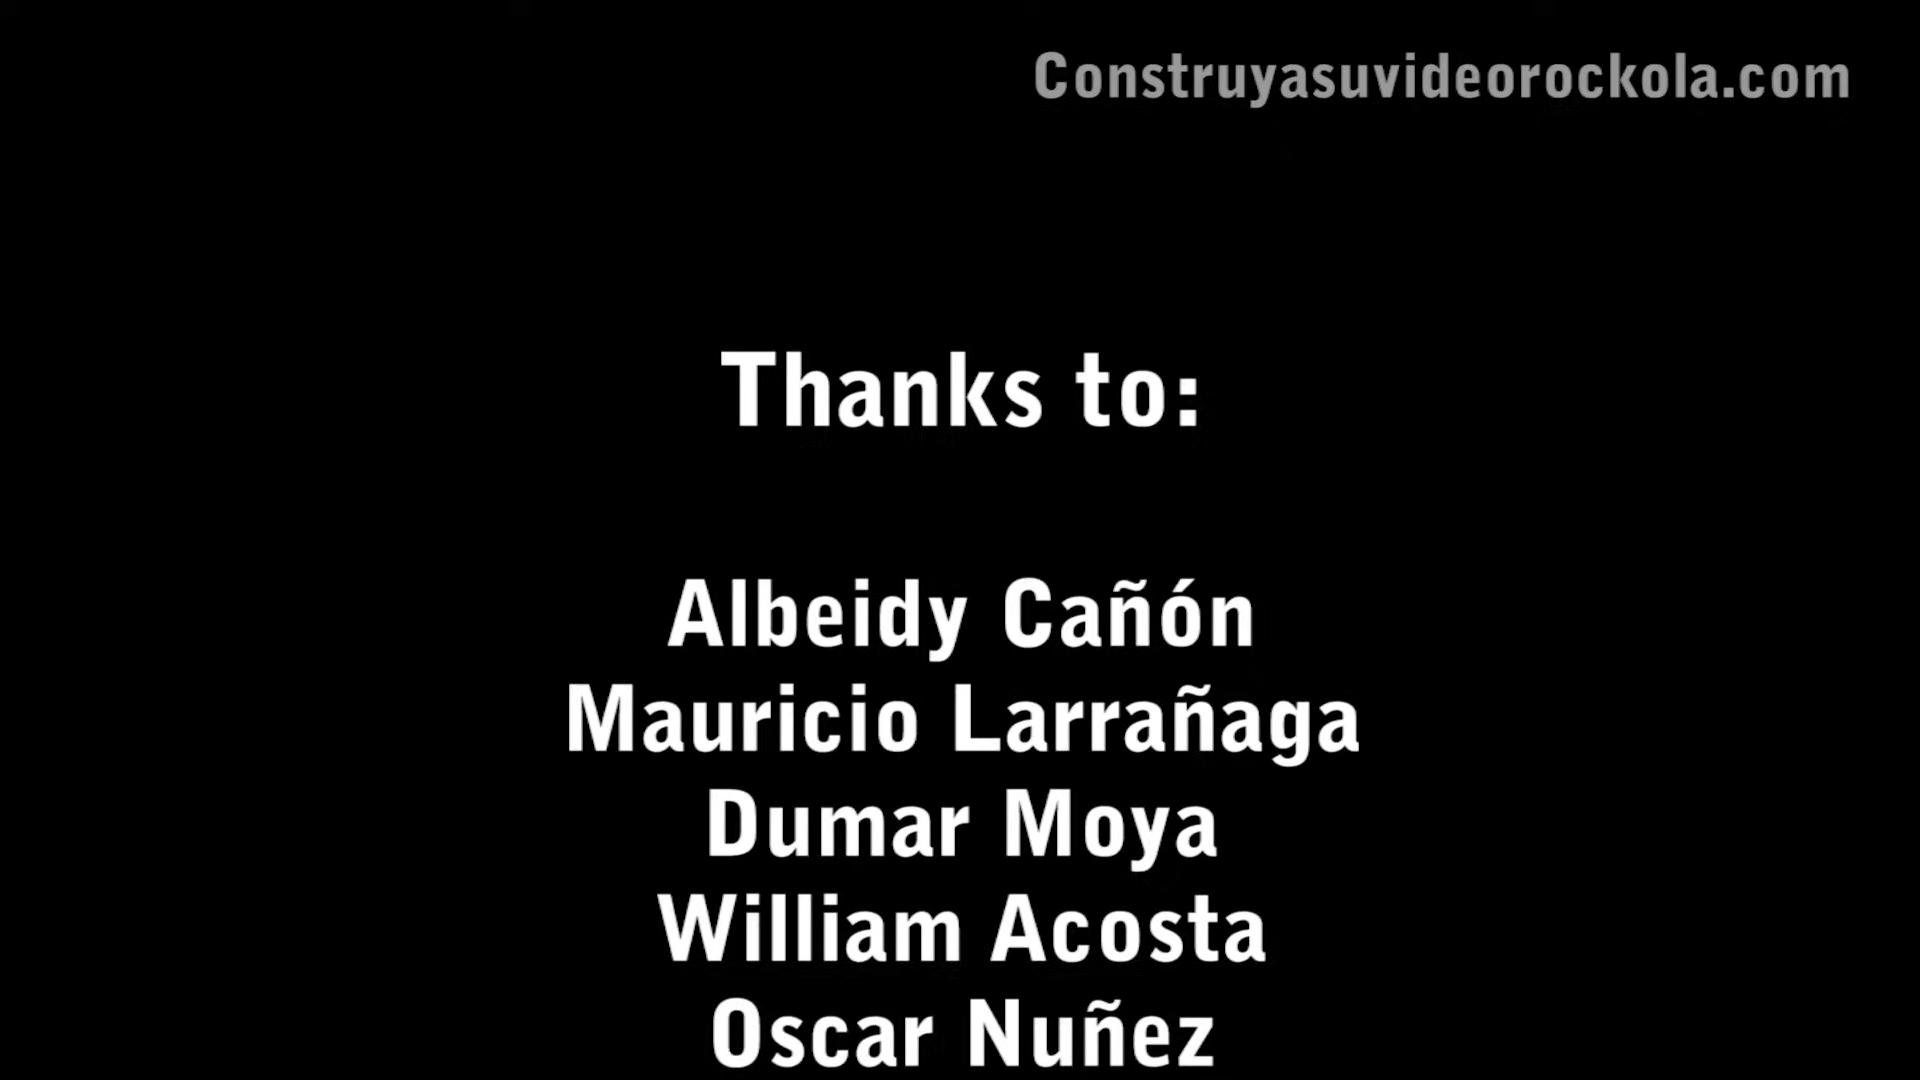 Construyasuvideorockola.com
Thanks to:
Albeidy Cañón
Mauricio Larrañaga
Dumar Moya
William Acosta
Oscar Nuñez